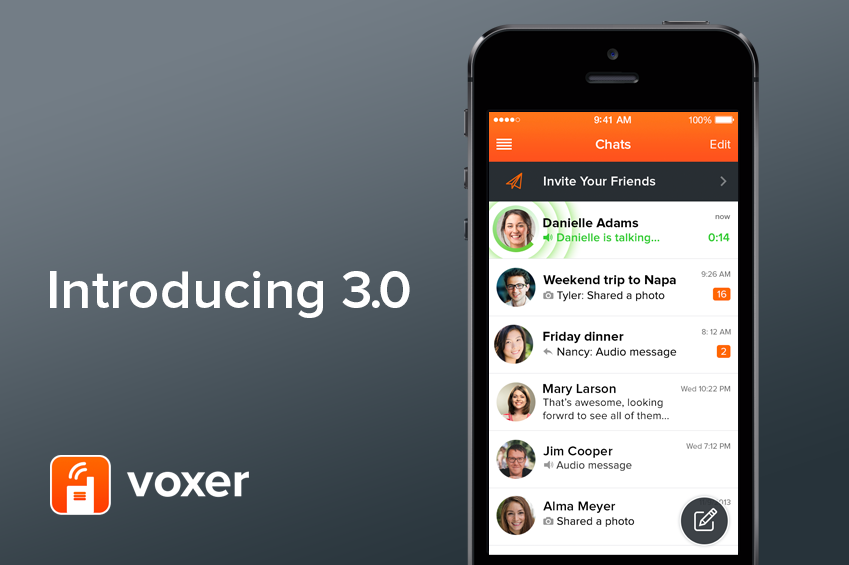 Introducing 3.0
voxer
9:41 AM
100%
Chats
Edit
Invite Your Friends
Danielle Adams
now
Danielle is talking...
0:14
Weekend trip to Napa
9:26 AM
Tyler: Shared a photo
16
Friday dinner
8: 12 AM
Nancy: Audio message
2
Mary Larson
Wed 10:22 PM
That's awesome, looking
forwrd to see all of them...
Jim Cooper
Wed 7:12 PM
Audio message
Alma Meyer
Shared a photo